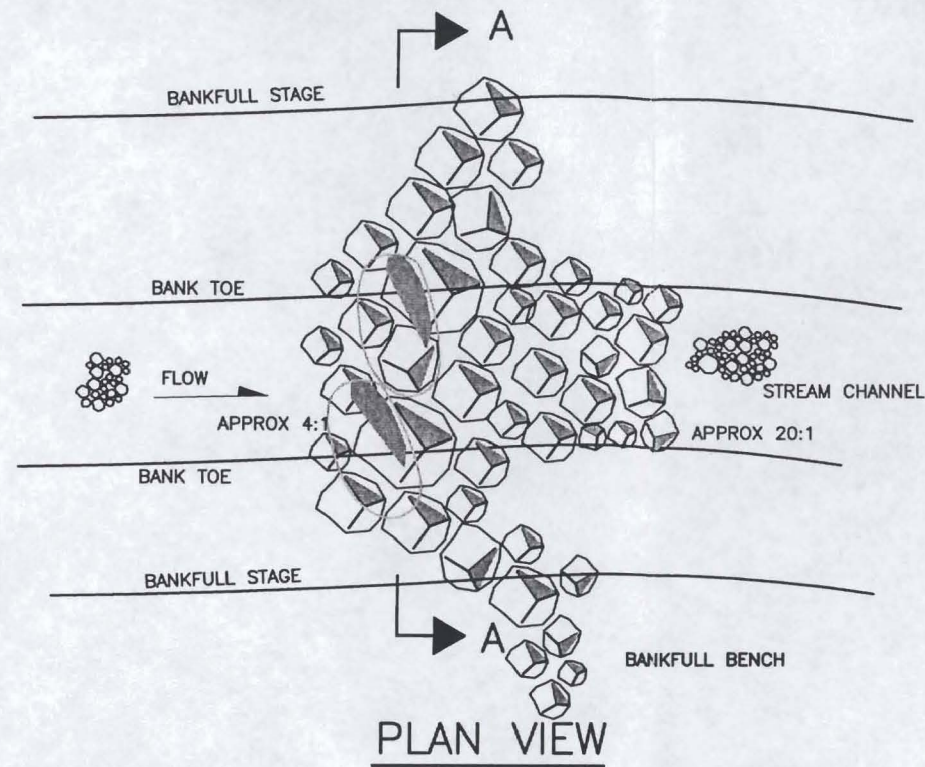 A
BANKFULL STAGE
BANK TOE
FLOW
STREAM CHANNEL
APPROX 4:1
APPROX 20:1
BANK TOE
BANKFULL STAGE
A
BANKFULL BENCH
PLAN VIEW